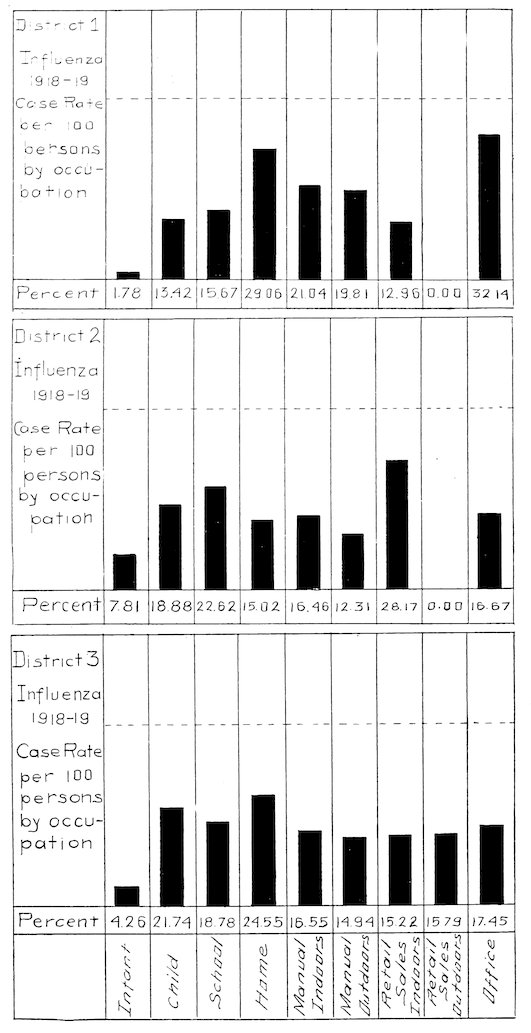 District 1
Influenza
1918-19
Case Rate
per 100
persons
by occu-
pation
Percent 1.78 13.42 15.67 29.06 21.04 19.81 12.96 0.00 32.14
District 2
Influenza
1918-19
Case Rate
per 100
persons
by occu-
pation
Percent 7.81 18.88 22.62 15.02 16.46 12.31 28.17 0.00 16.67
District 3
Influenza
1918-19
Case Rate
per 100
persons
by occu-
pation
Percent 4.26 21.74 18.78 24.55 16.55 14.94 15.22 15.79 17.45
Infant
Child
School
Home
Manual
Indoors
Manual
Outdoors
Retail
Sales
Indoors
Retail
Sales
Outdoors
Office